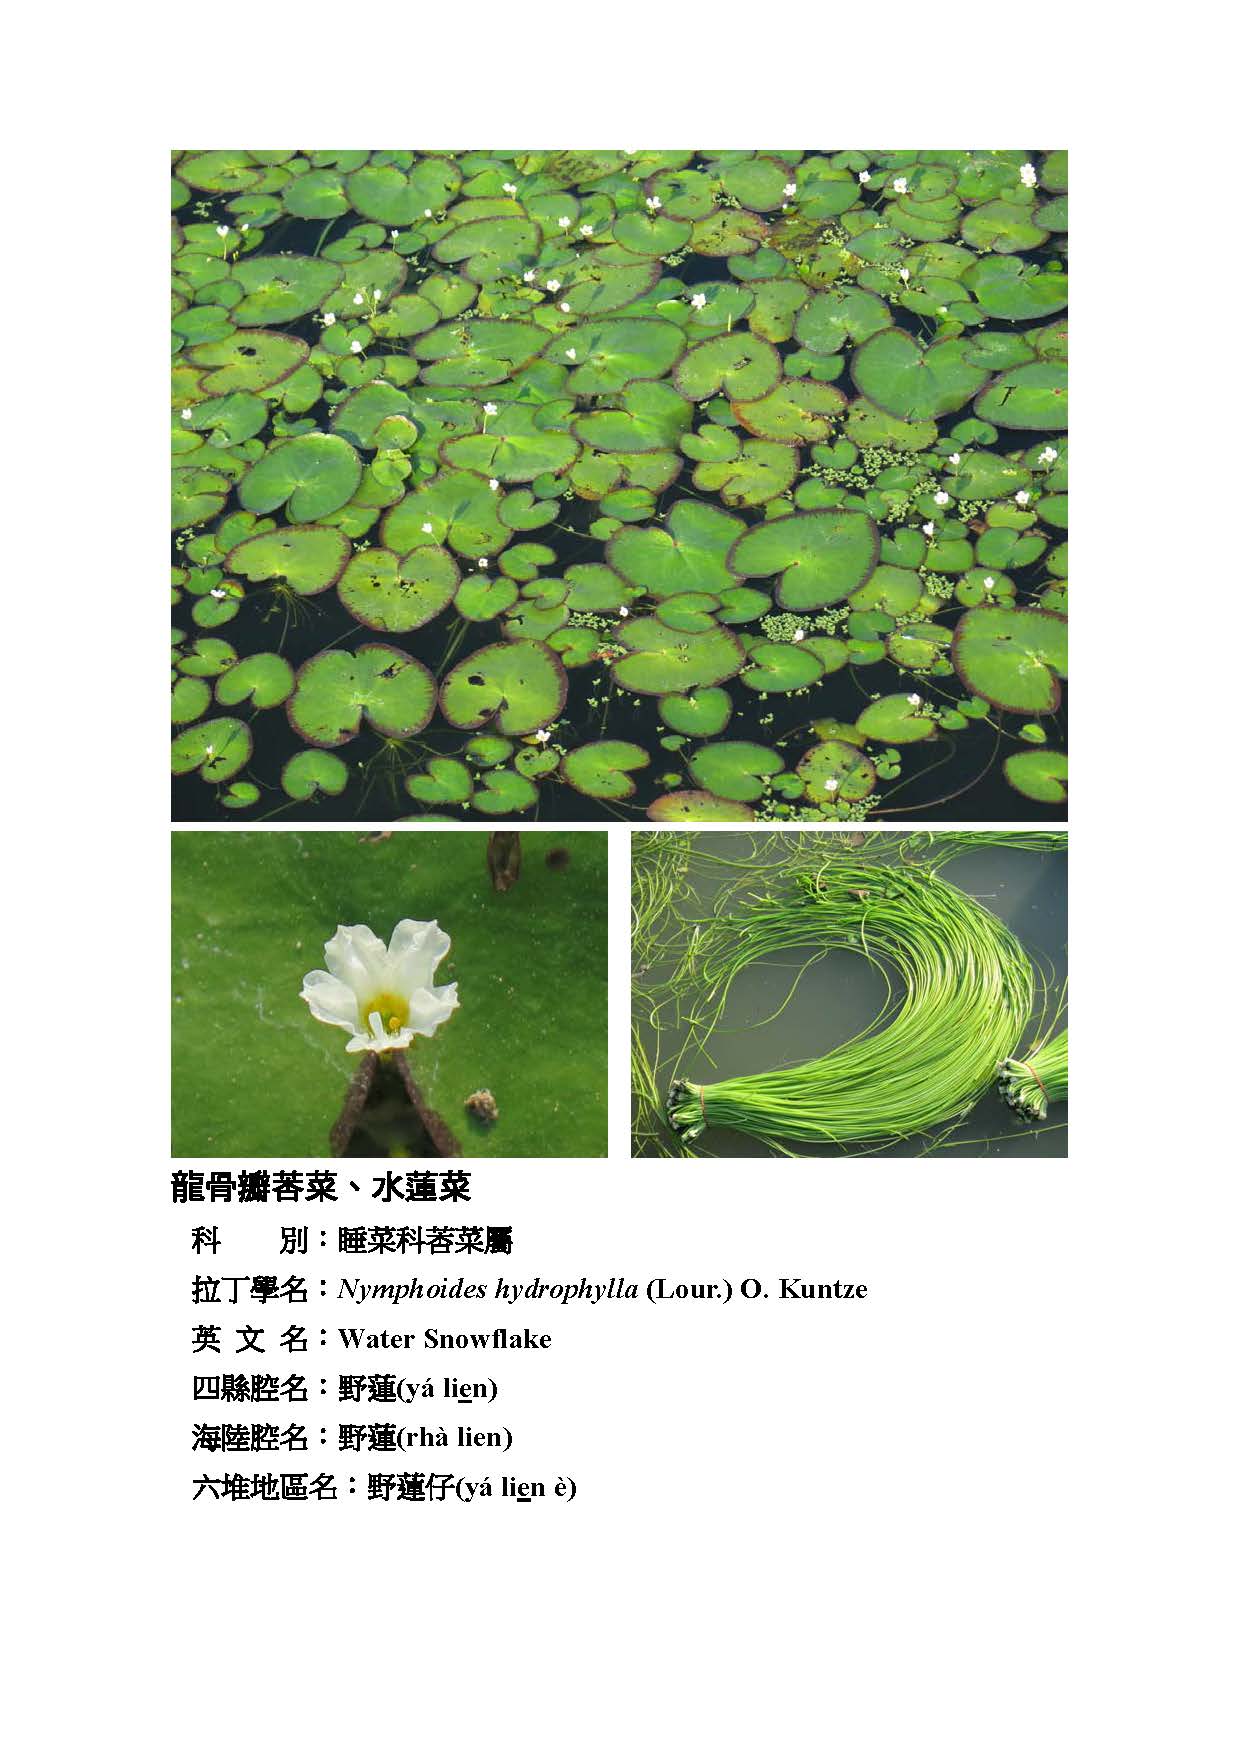 龍骨瓣莕菜、水蓮菜
科　　別：睡菜科莕菜屬
拉丁學名：Nymphoides hydrophylla (Lour.) O. Kuntze
英 文 名：Water Snowflake
四縣腔名：野蓮(yá lien)
海陸腔名：野蓮(rhà lien)
六堆地區名：野蓮仔(yá lien è)